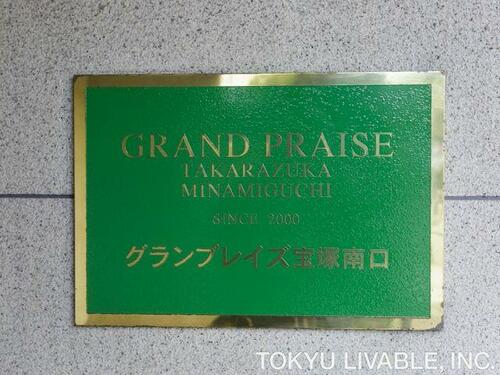 GRAND PRAISE
TAKARAZUKA
MINAMIGUCHI
SINCE 2000
グランプレイズ宝塚南口
TOKYU LIVABLE, INC.